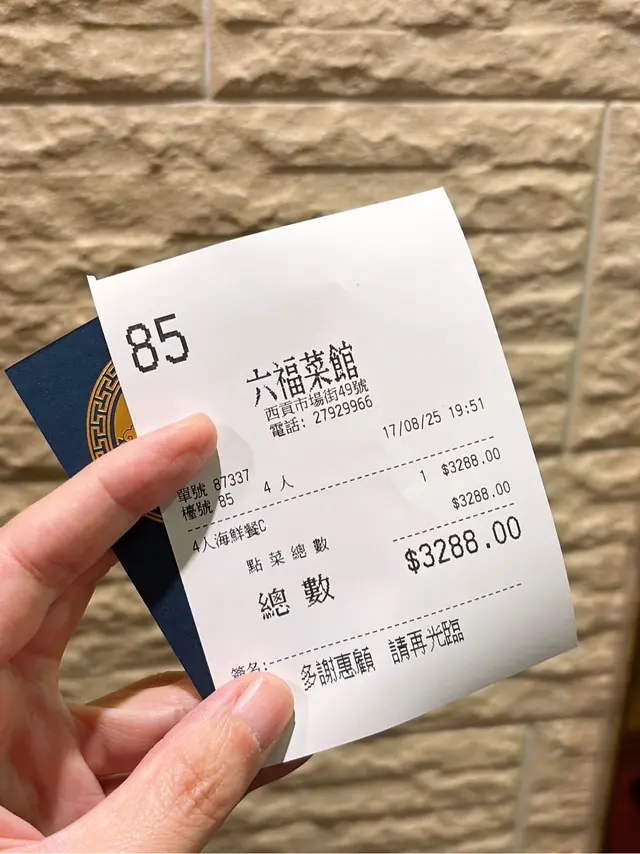 85
六福菜館
西貢市場街49號
電話: 27929966
17/08/25 19:51
單號 87337 4 人
檯號 85
4人海鮮餐C 1 $3288.00
點菜總數 $3288.00
總數 $3288.00
簽名:
多謝惠顧 請再光臨